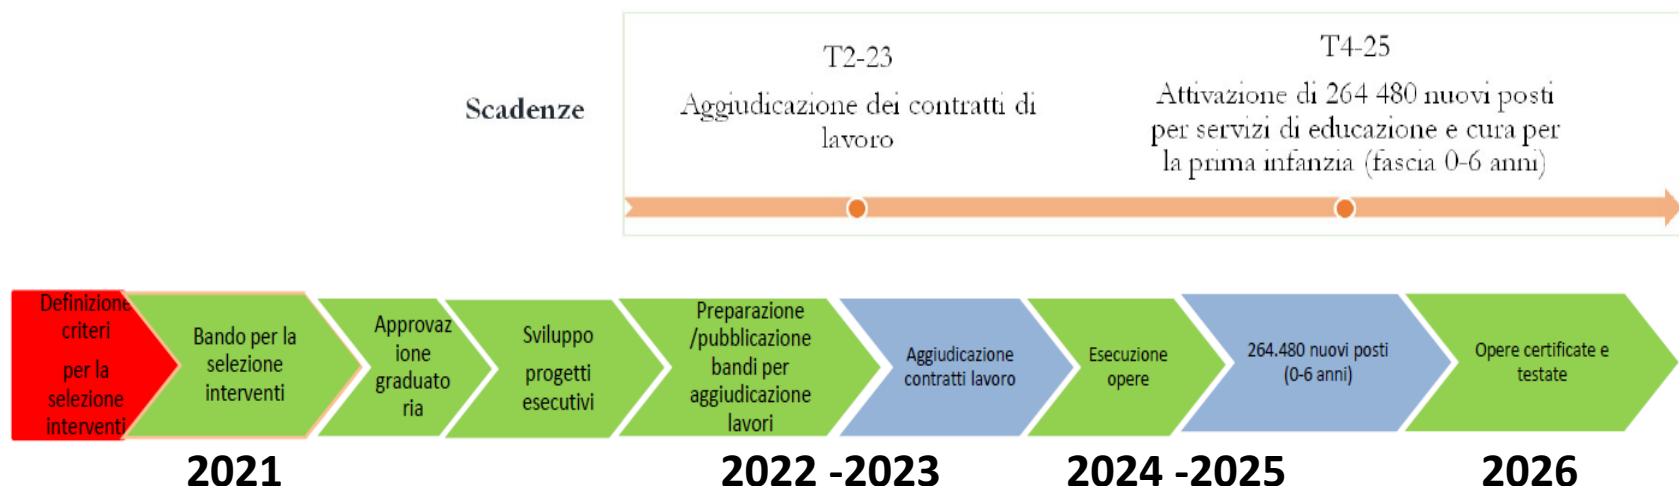 Scadenze
T2-23
Aggiudicazione dei contratti di
lavoro
T4-25
Attivazione di 264 480 nuovi posti
per servizi di educazione e cura per
la prima infanzia (fascia 0-6 anni)
Definizione
criteri
per la
selezione
interventi
Bando per la
selezione
interventi
Approvaz
ione
graduato
ria
Sviluppo
progetti
esecutivi
Preparazione
/pubblicazione
bandi per
aggiudicazione
lavori
Aggiudicazione
contratti lavoro
Esecuzione
opere
264.480 nuovi posti
(0-6 anni)
Opere certificate e
testate
2021
2022 -2023
2024 -2025
2026